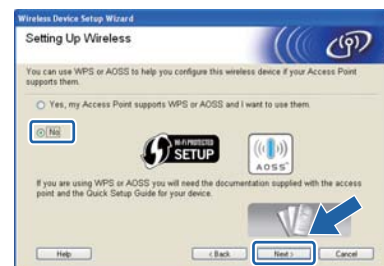 Wireless Device Setup Wizard
Setting Up Wireless
You can use WPS or AOSS to help you configure this wireless device if your Access Point
supports them.
Yes, my Access Point supports WPS or AOSS and I want to use them.
No
WI-FI PROTECTED
SETUP
AOSS
If you are using WPS or AOSS you will need the documentation supplied with the access
point and the Quick Setup Guide for your device.
Help
< Back
Next >
Cancel